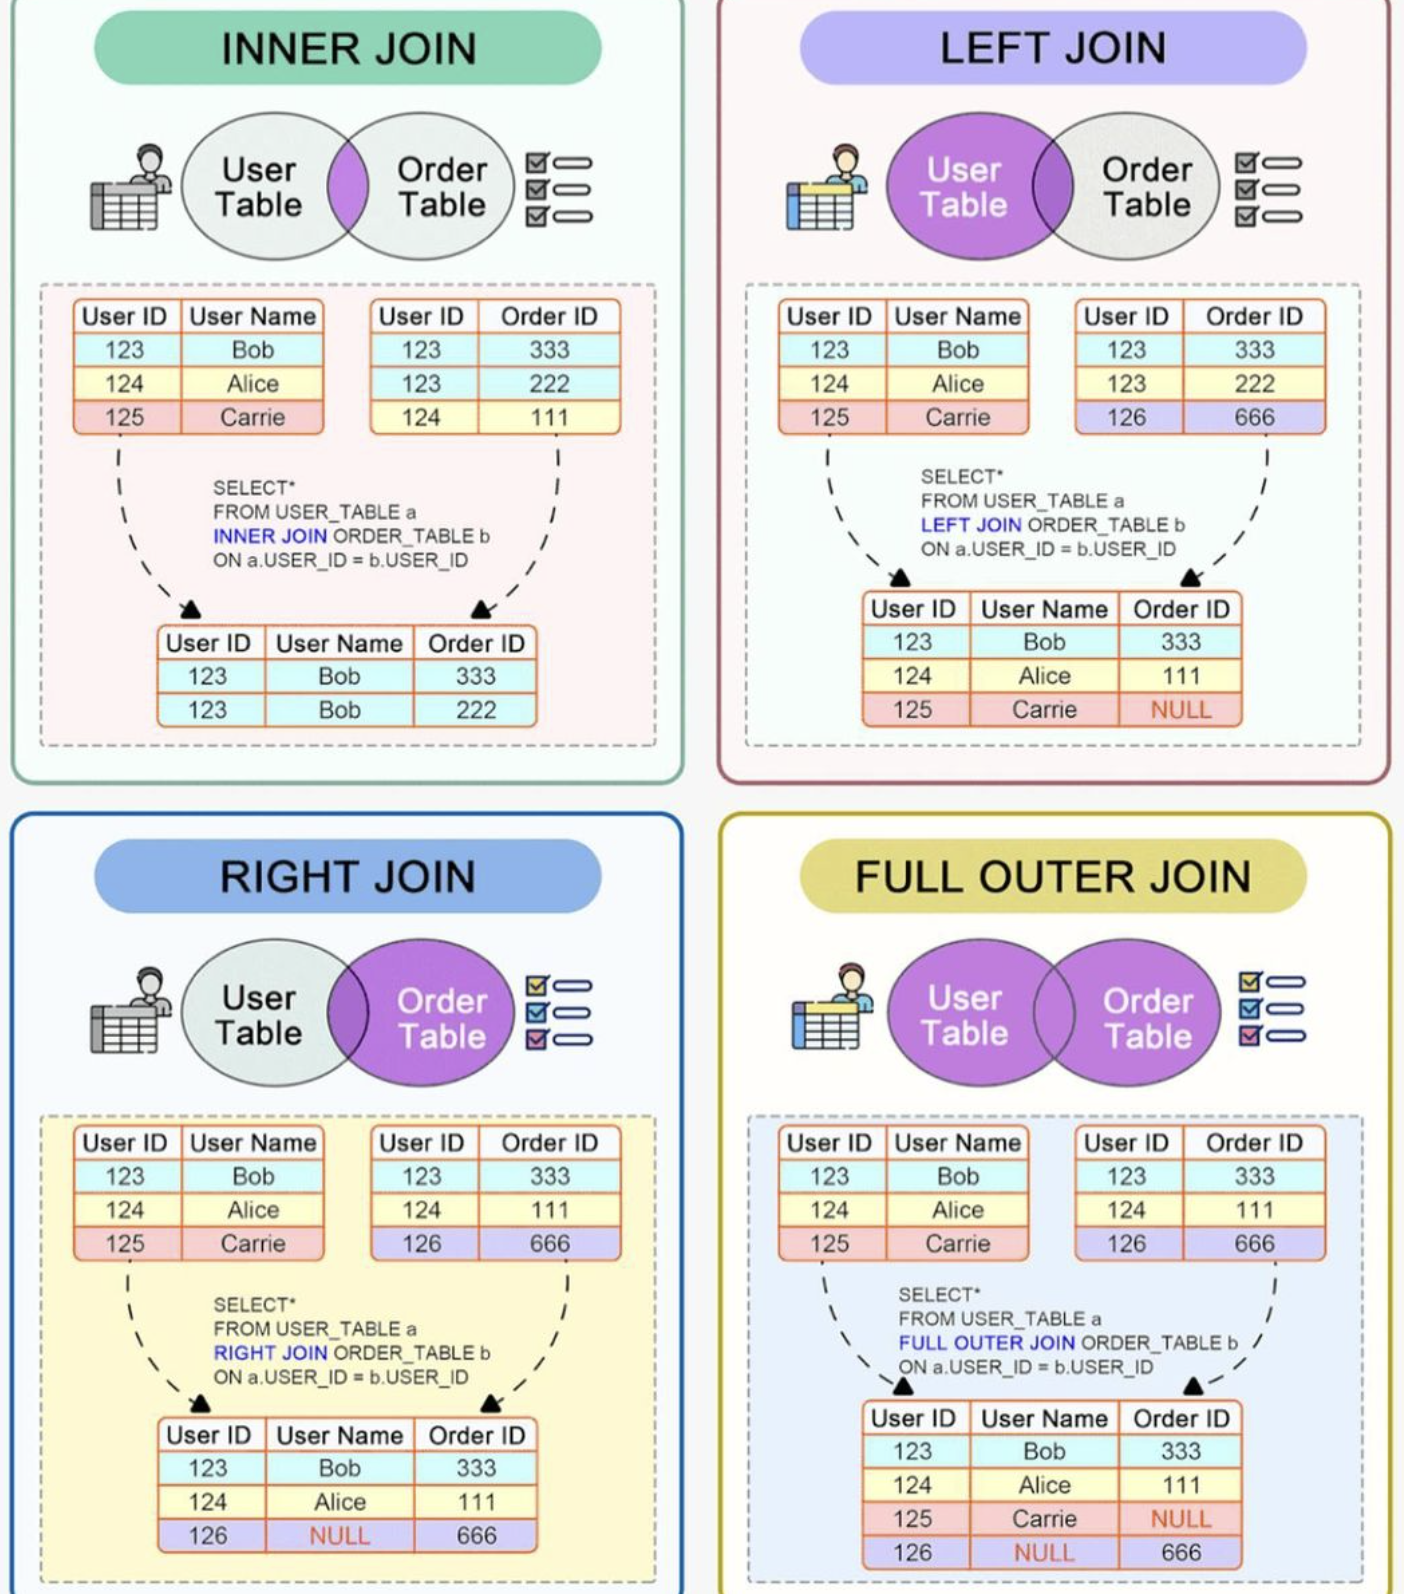 INNER JOIN
User
Table
Order
Table
User ID User Name
123 Bob
124 Alice
125 Carrie
User ID Order ID
123 333
123 222
124 111
SELECT*
FROM USER_TABLE a
INNER JOIN ORDER_TABLE b
ON a.USER_ID = b.USER_ID
User ID User Name Order ID
123 Bob 333
123 Bob 222
LEFT JOIN
User
Table
Order
Table
User ID User Name
123 Bob
124 Alice
125 Carrie
User ID Order ID
123 333
123 222
126 666
SELECT*
FROM USER_TABLE a
LEFT JOIN ORDER_TABLE b
ON a.USER_ID = b.USER_ID
User ID User Name Order ID
123 Bob 333
124 Alice 111
125 Carrie NULL
RIGHT JOIN
User
Table
Order
Table
User ID User Name
123 Bob
124 Alice
125 Carrie
User ID Order ID
123 333
124 111
126 666
SELECT*
FROM USER_TABLE a
RIGHT JOIN ORDER_TABLE b
ON a.USER_ID = b.USER_ID
User ID User Name Order ID
123 Bob 333
124 Alice 111
126 NULL 666
FULL OUTER JOIN
User
Table
Order
Table
User ID User Name
123 Bob
124 Alice
125 Carrie
User ID Order ID
123 333
124 111
126 666
SELECT*
FROM USER_TABLE a
FULL OUTER JOIN ORDER_TABLE b
ON a.USER_ID = b.USER_ID
User ID User Name Order ID
123 Bob 333
124 Alice 111
125 Carrie NULL
126 NULL 666